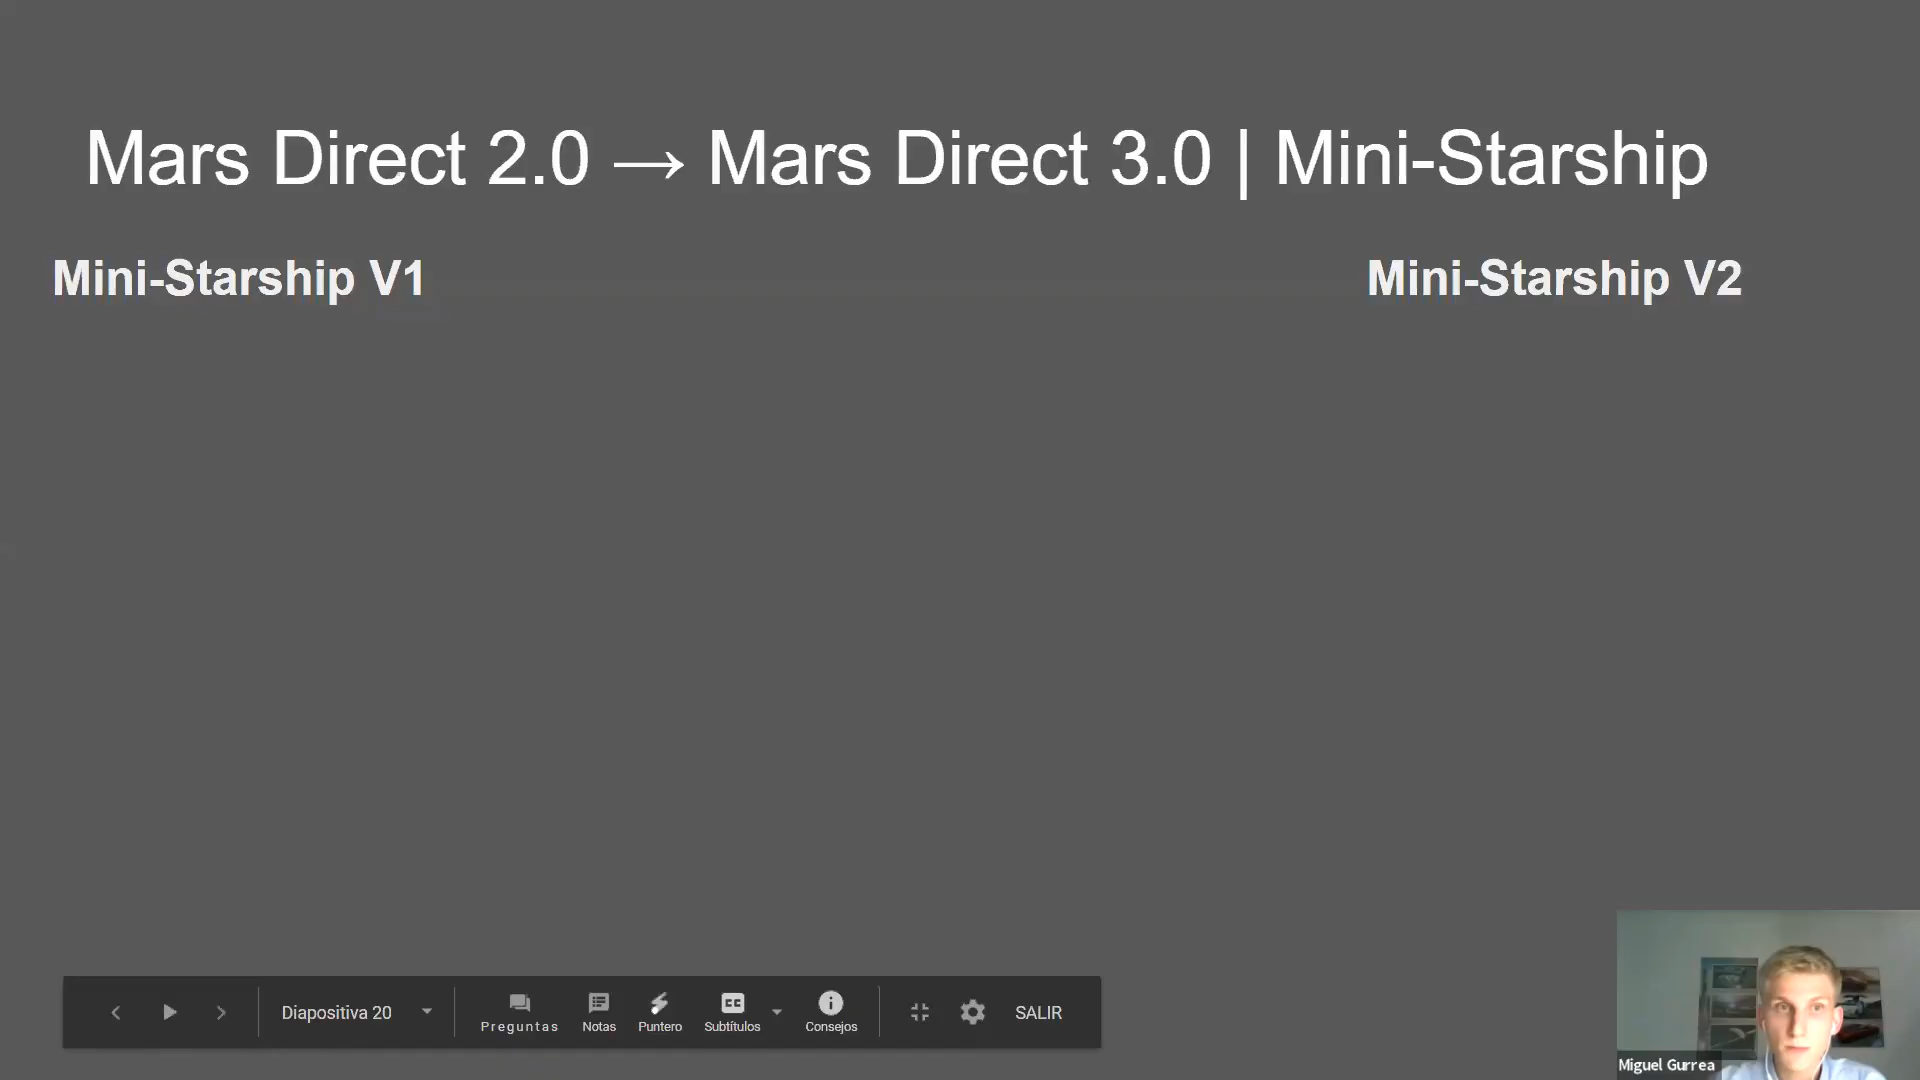 Mars Direct 2.0 → Mars Direct 3.0 | Mini-Starship
Mini-Starship V1
Mini-Starship V2
Diapositiva 20
Preguntas
Notas
Puntero
CC
Subtítulos
Consejos
SALIR
Miguel Gurrea